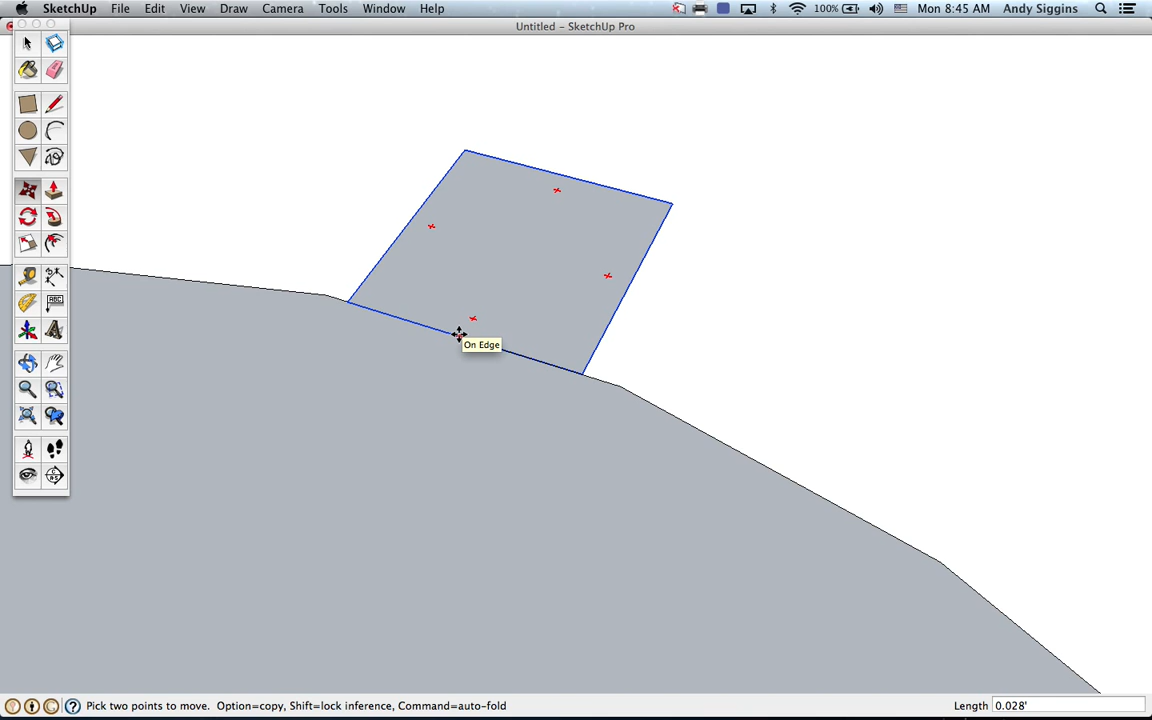 SketchUp File Edit View Draw Camera Tools Window Help 100% Mon 8:45 AM Andy Siggins
Untitled - SketchUp Pro
ABC
A
On Edge
Pick two points to move. Option=copy, Shift=lock inference, Command=auto-fold Length 0.028'